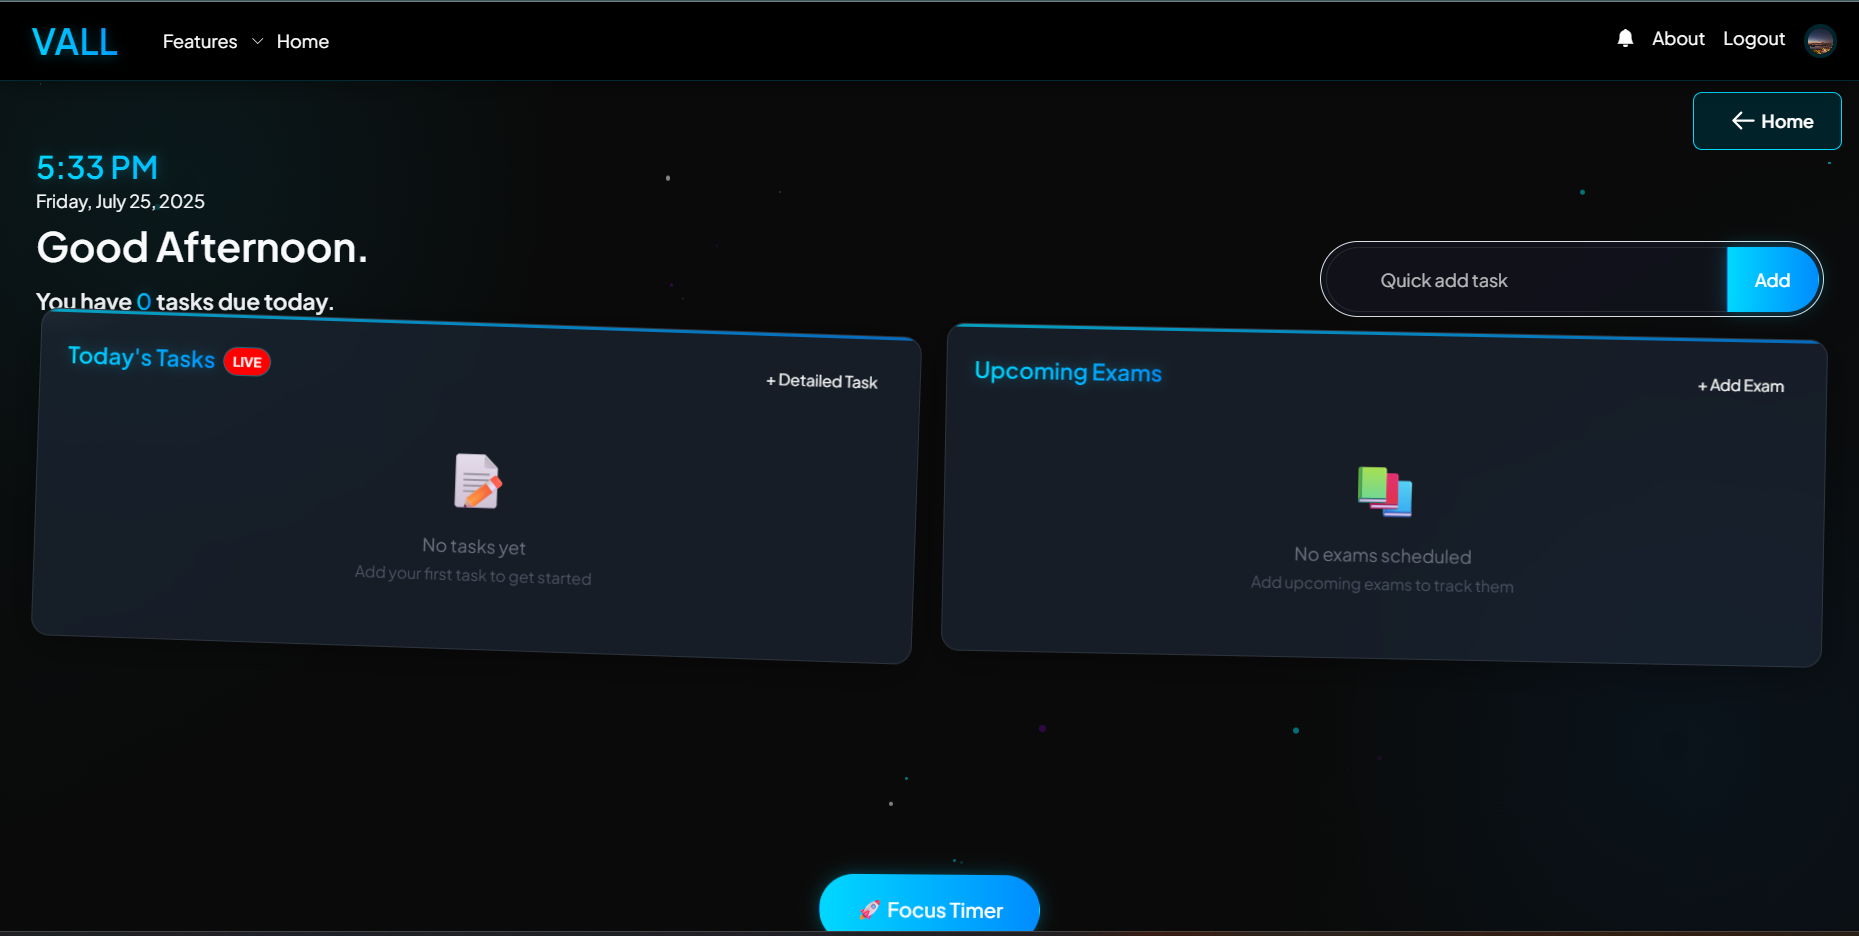 VALL
Features
Home
About
Logout
Home
5:33 PM
Friday, July 25, 2025
Good Afternoon.
You have 0 tasks due today.
Quick add task
Add
Today's Tasks
LIVE
+ Detailed Task
No tasks yet
Add your first task to get started
Upcoming Exams
+ Add Exam
No exams scheduled
Add upcoming exams to track them
Focus Timer